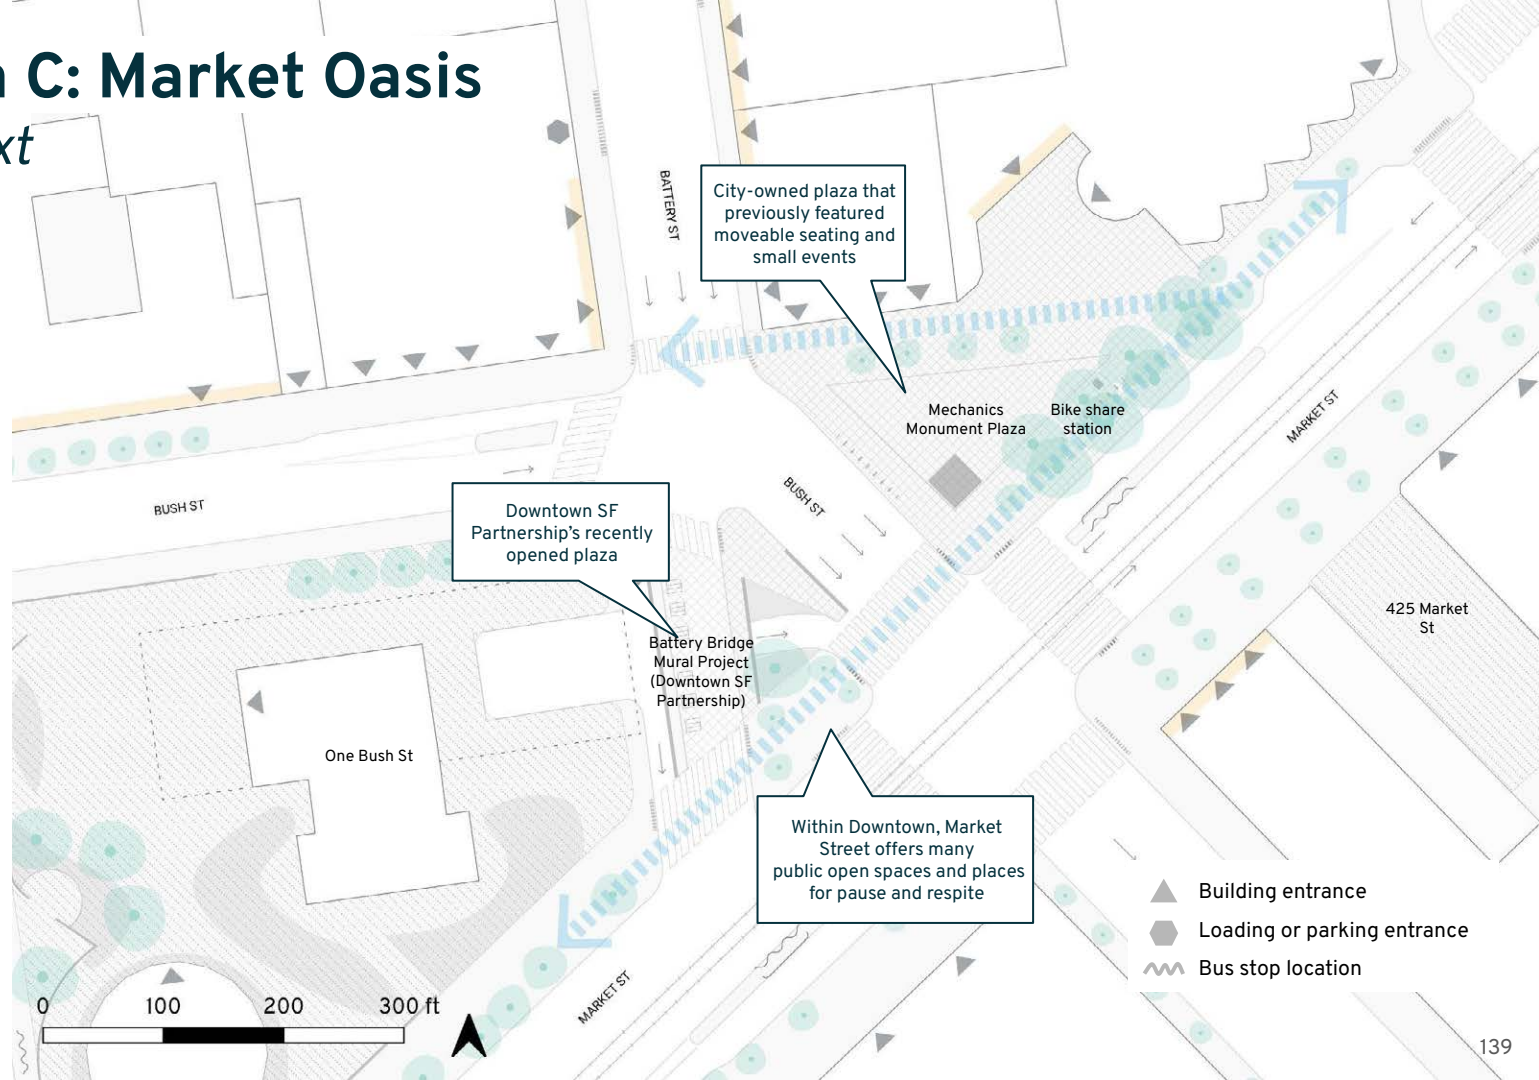 C: Market Oasis
xt
BATTERY ST
City-owned plaza that
previously featured
moveable seating and
small events
Mechanics
Monument Plaza
Bike share
station
MARKET ST
BUSH ST
BUSH ST
Downtown SF
Partnership's recently
opened plaza
Battery Bridge
Mural Project
(Downtown SF
Partnership)
425 Market
St
One Bush St
Within Downtown, Market
Street offers many
public open spaces and places
for pause and respite
MARKET ST
Building entrance
Loading or parking entrance
Bus stop location
0 100 200 300 ft
139